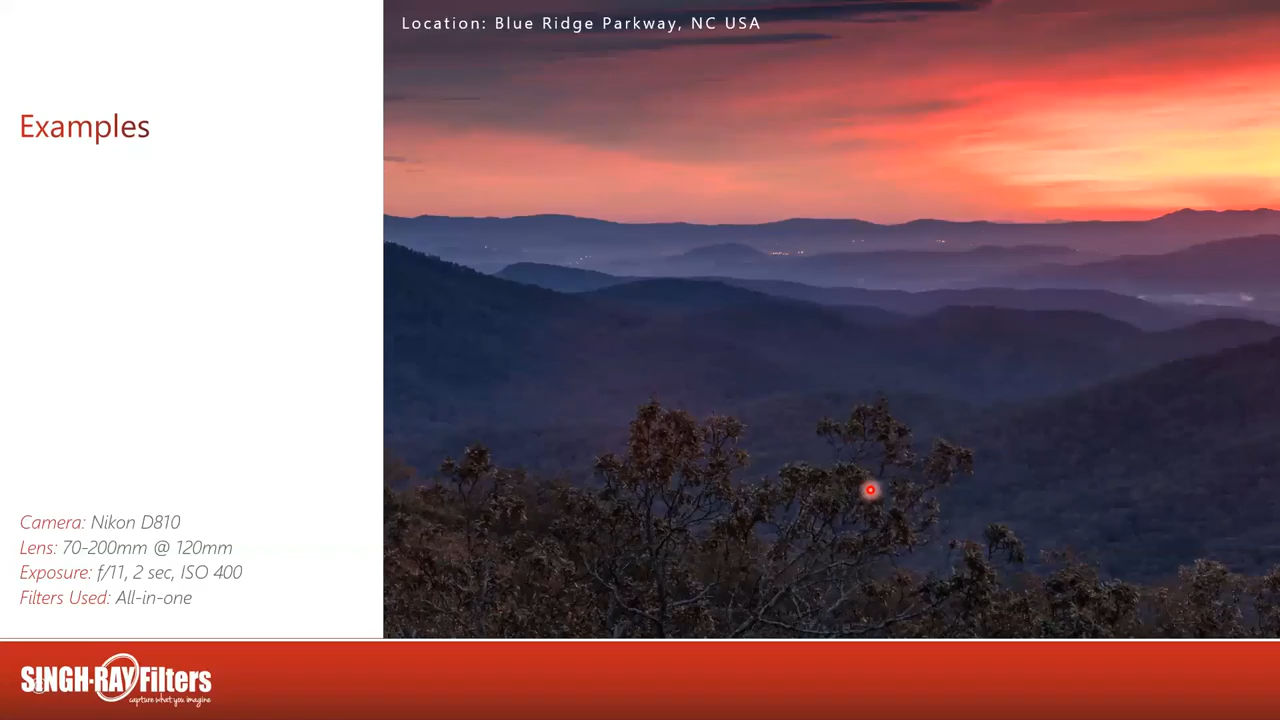 Location: Blue Ridge Parkway, NC USA
Examples
Camera: Nikon D810
Lens: 70-200mm @ 120mm
Exposure: f/11, 2 sec, ISO 400
Filters Used: All-in-one
SINGH-RAY Filters
capture what you imagine